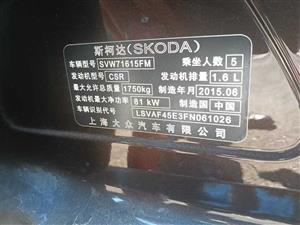 斯柯达(SKODA)
车辆型号 SVW71615FM 乘坐人数 5
发动机型号 CSR 发动机排量 1.6 L
最大允许总质量 1750kg 制造年月 2015.06
发动机最大净功率 81 kW 制造国 中国
车辆识别代号 LSVAF45E3FN061026
上海大众汽车有限公司